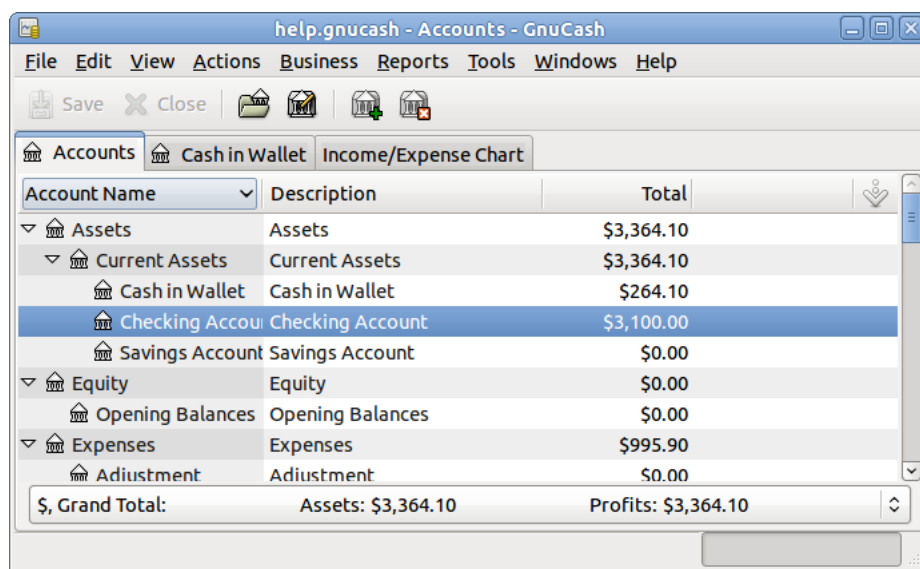 help.gnucash - Accounts - GnuCash
File Edit View Actions Business Reports Tools Windows Help
Save Close
Accounts Cash in Wallet Income/Expense Chart
Account Name Description Total
Assets Assets $3,364.10
Current Assets Current Assets $3,364.10
Cash in Wallet Cash in Wallet $264.10
Checking Accou Checking Account $3,100.00
Savings Account Savings Account $0.00
Equity Equity $0.00
Opening Balances Opening Balances $0.00
Expenses Expenses $995.90
Adjustment Adjustment $0.00
$, Grand Total: Assets: $3,364.10 Profits: $3,364.10